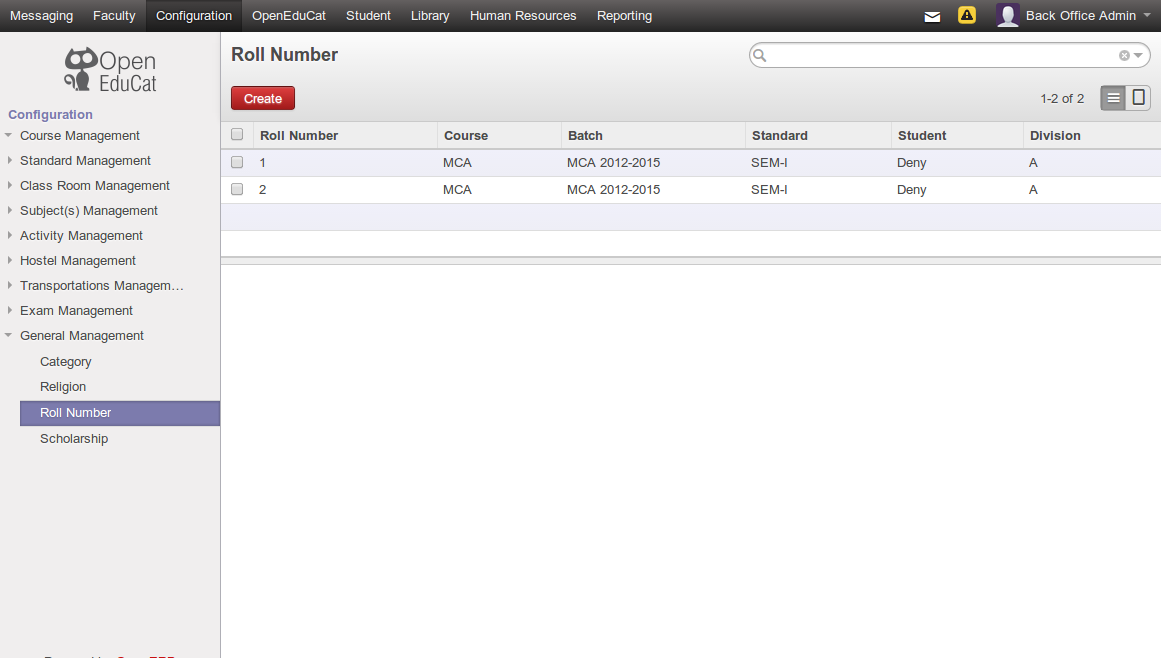 Messaging Faculty Configuration OpenEduCat Student Library Human Resources Reporting Back Office Admin
Open
EduCat
Configuration
Course Management
Standard Management
Class Room Management
Subject(s) Management
Activity Management
Hostel Management
Transportations Managem…
Exam Management
General Management
Category
Religion
Roll Number
Scholarship
Roll Number
Create
1-2 of 2
Roll Number Course Batch Standard Student Division
1 MCA MCA 2012-2015 SEM-I Deny A
2 MCA MCA 2012-2015 SEM-I Deny A